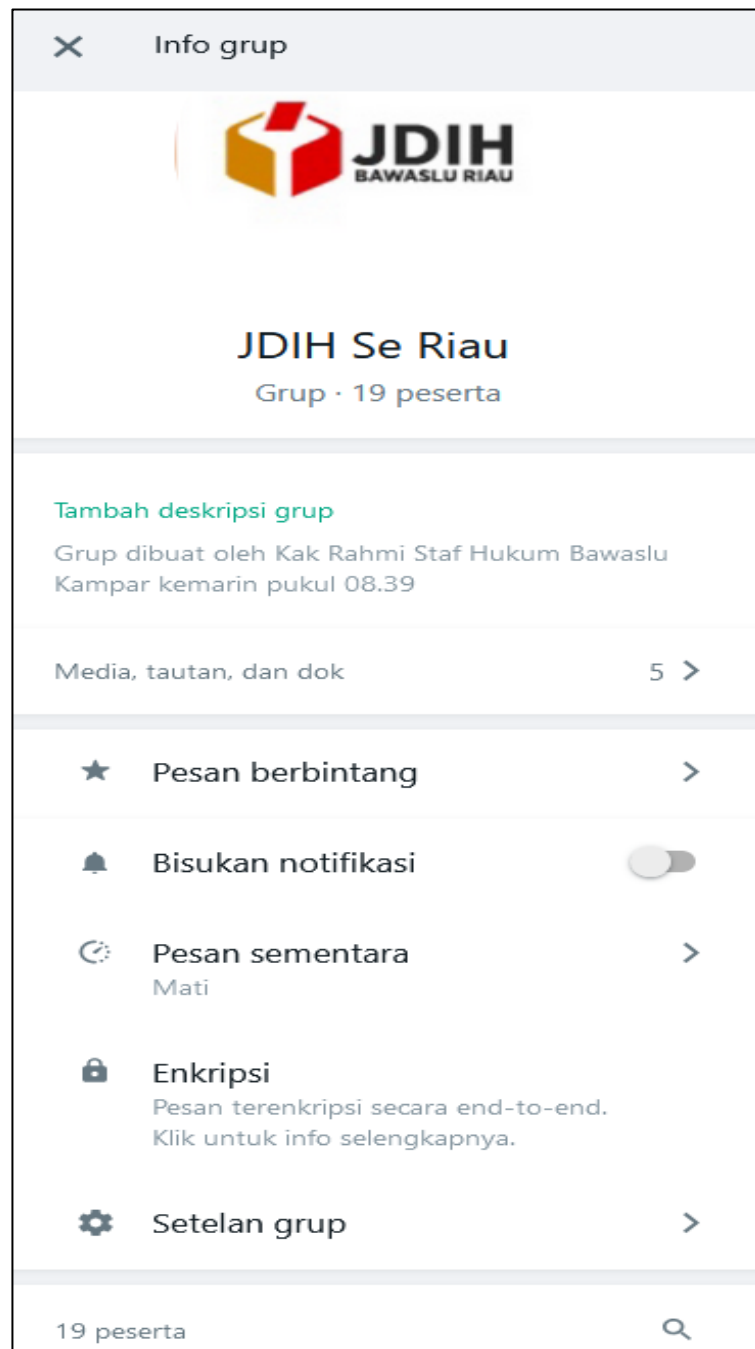 Info grup
JDIH
BAWASLU RIAU
JDIH Se Riau
Grup · 19 peserta
Tambah deskripsi grup
Grup dibuat oleh Kak Rahmi Staf Hukum Bawaslu
Kampar kemarin pukul 08.39
Media, tautan, dan dok 5
Pesan berbintang
Bisukan notifikasi
Pesan sementara
Mati
Enkripsi
Pesan terenkripsi secara end-to-end.
Klik untuk info selengkapnya.
Setelan grup
19 peserta